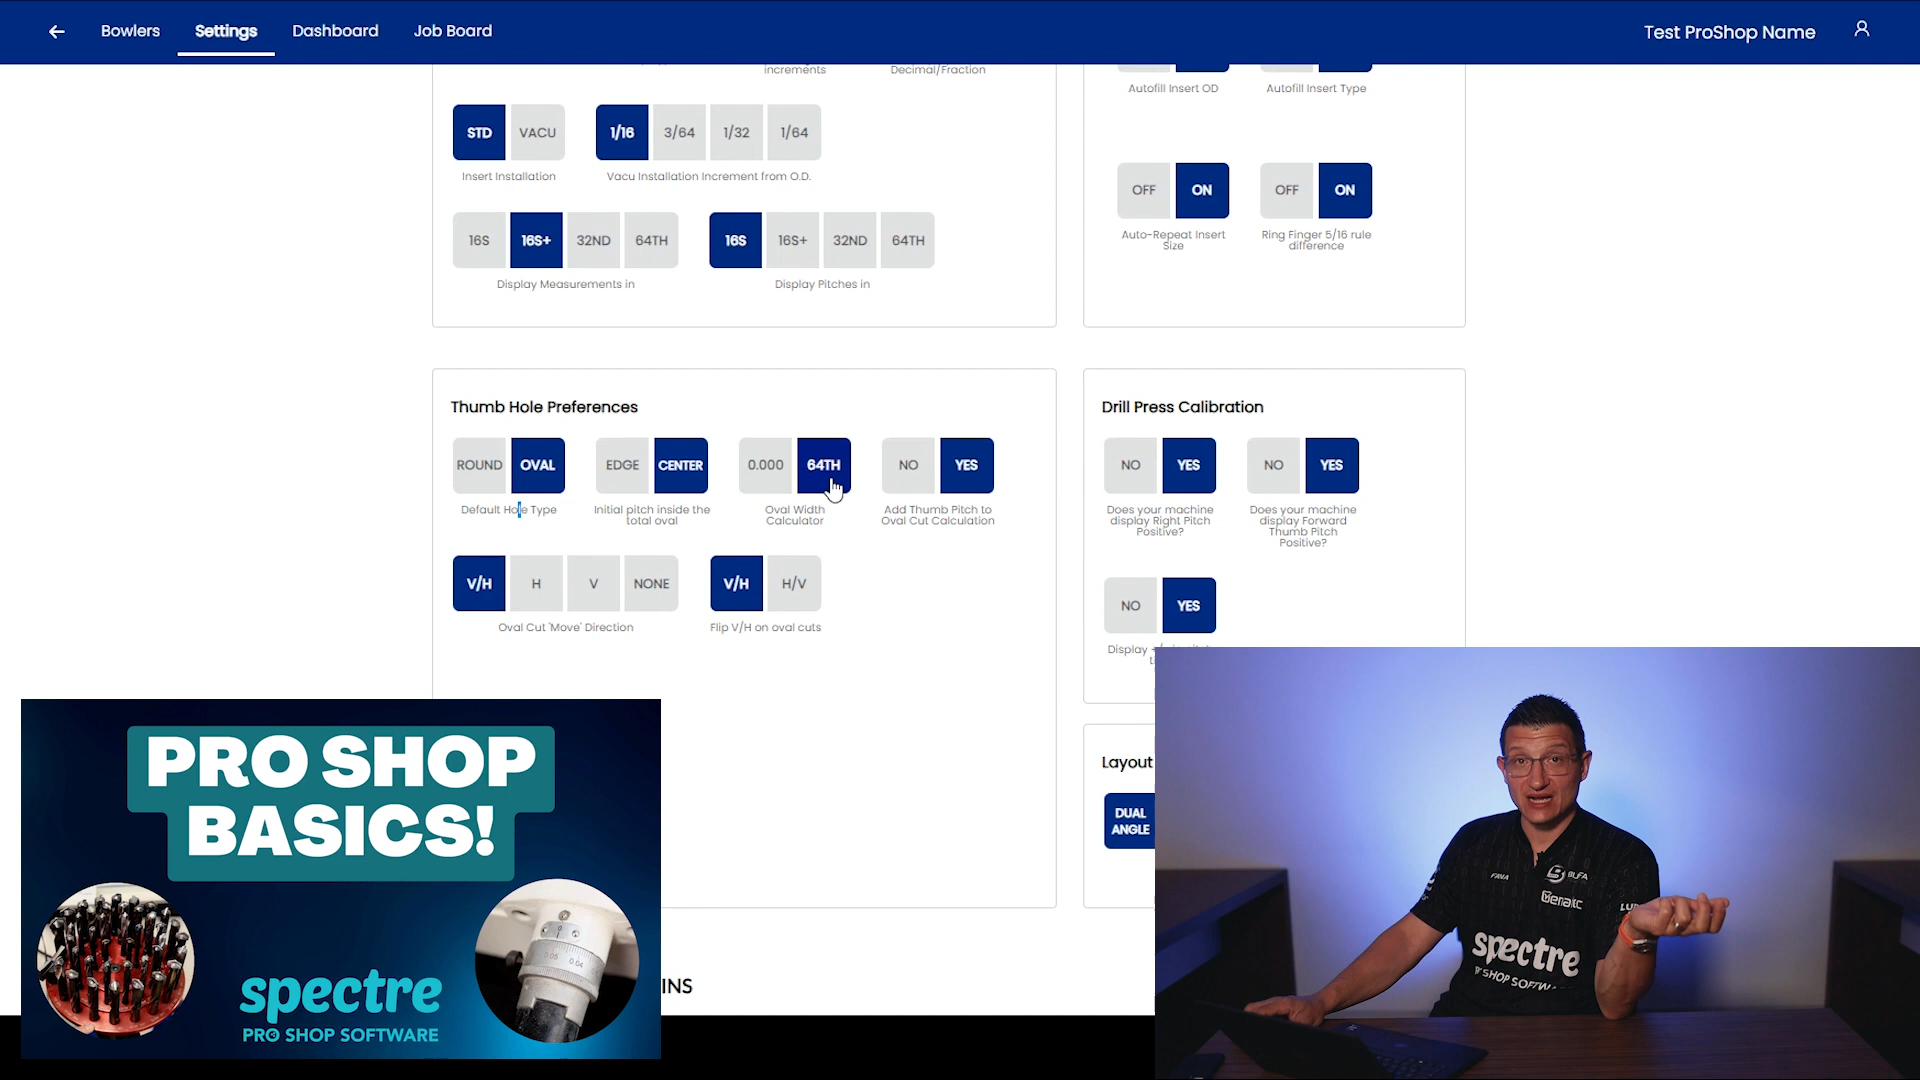 Bowlers
Settings
Dashboard
Job Board
Test ProShop Name
increments
Decimal/Fraction
Autofill Insert OD
Autofill Insert Type
STD
VACU
1/16
3/64
1/32
1/64
Insert Installation
Vacu Installation Increment from O.D.
OFF
ON
OFF
ON
Auto-Repeat Insert
Size
Ring Finger 5/16 rule
difference
16S
16S+
32ND
64TH
16S
16S+
32ND
64TH
Display Measurements in
Display Pitches in
Thumb Hole Preferences
ROUND
OVAL
EDGE
CENTER
0.000
64TH
NO
YES
Default Hole Type
Initial pitch inside the
total oval
Oval Width
Calculator
Add Thumb Pitch to
Oval Cut Calculation
V/H
H
V
NONE
V/H
H/V
Oval Cut 'Move' Direction
Flip V/H on oval cuts
Drill Press Calibration
NO
YES
NO
YES
Does your machine
display Right Pitch
Positive?
Does your machine
display Forward
Thumb Pitch
Positive?
NO
YES
Display
Layout
DUAL
ANGLE
PRO SHOP
BASICS!
spectre
PRO SHOP SOFTWARE
0.05
0.04
INS
BLFA
Genatc
spectre